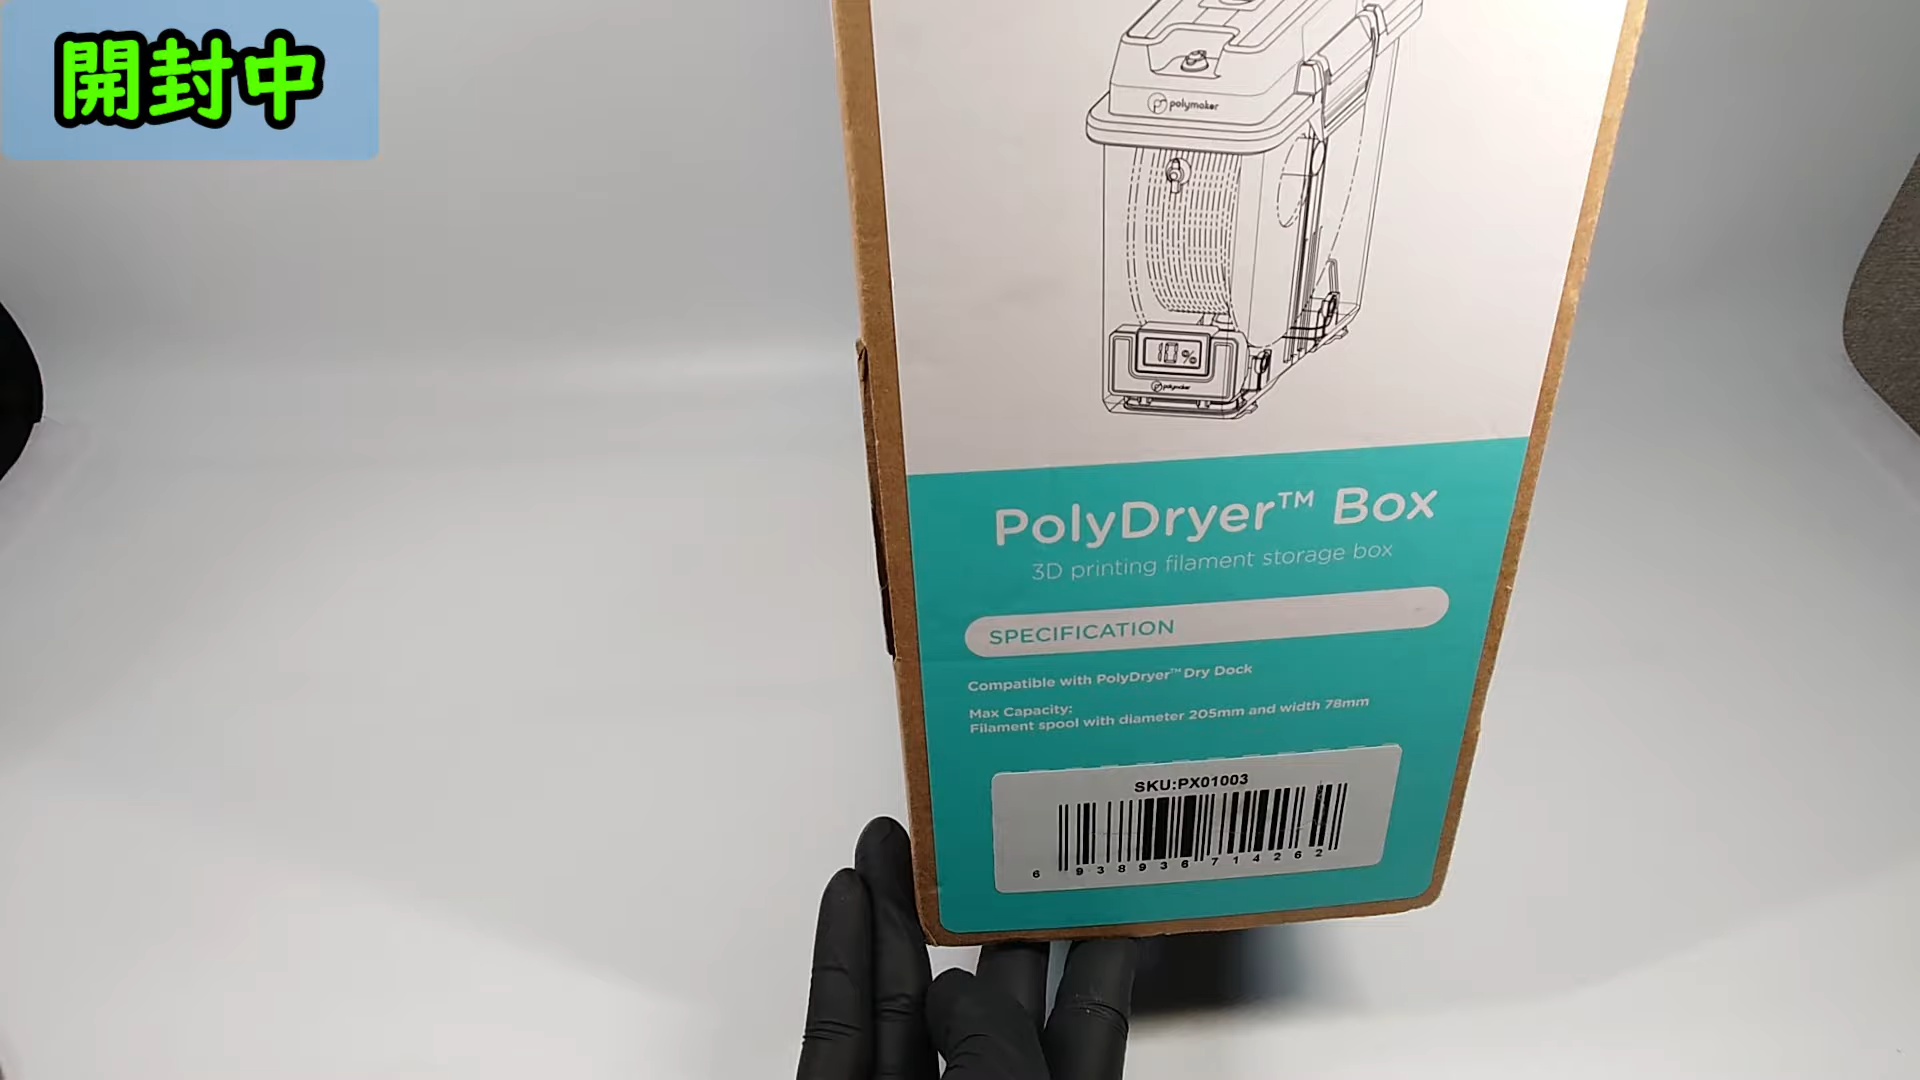 開封中
polymaker
10%
polymaker
PolyDryer™ Box
3D printing filament storage box
SPECIFICATION
Compatible with PolyDryer™ Dry Dock
Max Capacity:
Filament spool with diameter 205mm and width 78mm
SKU:PX01003
6 938936 714262